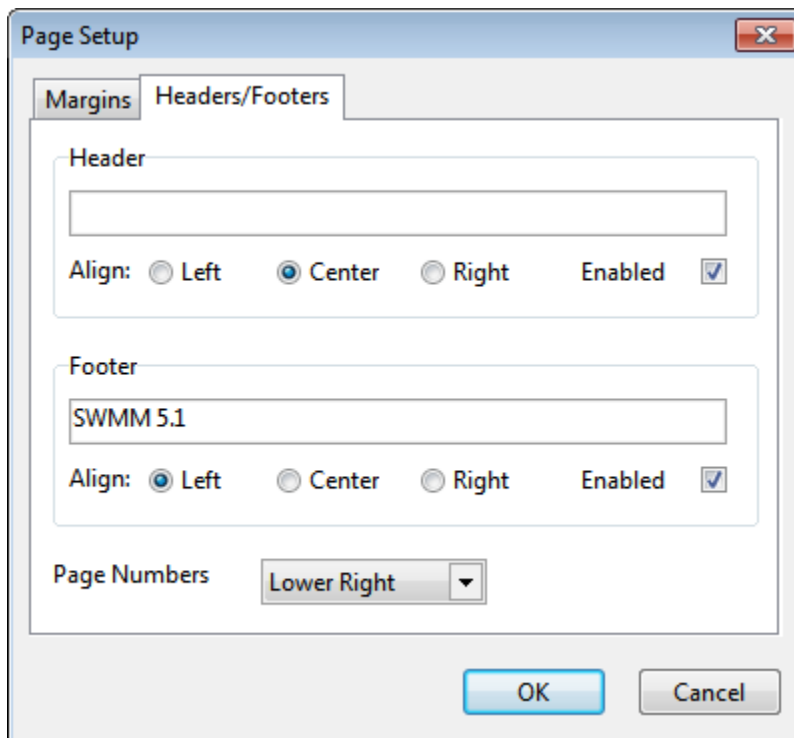 Page Setup
Margins Headers/Footers
Header
Align: Left Center Right Enabled
Footer
SWMM 5.1
Align: Left Center Right Enabled
Page Numbers Lower Right
OK Cancel